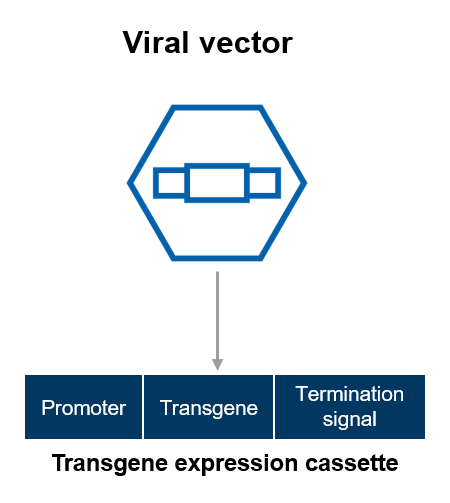 Viral vector
Promoter
Transgene
Termination
signal
Transgene expression cassette